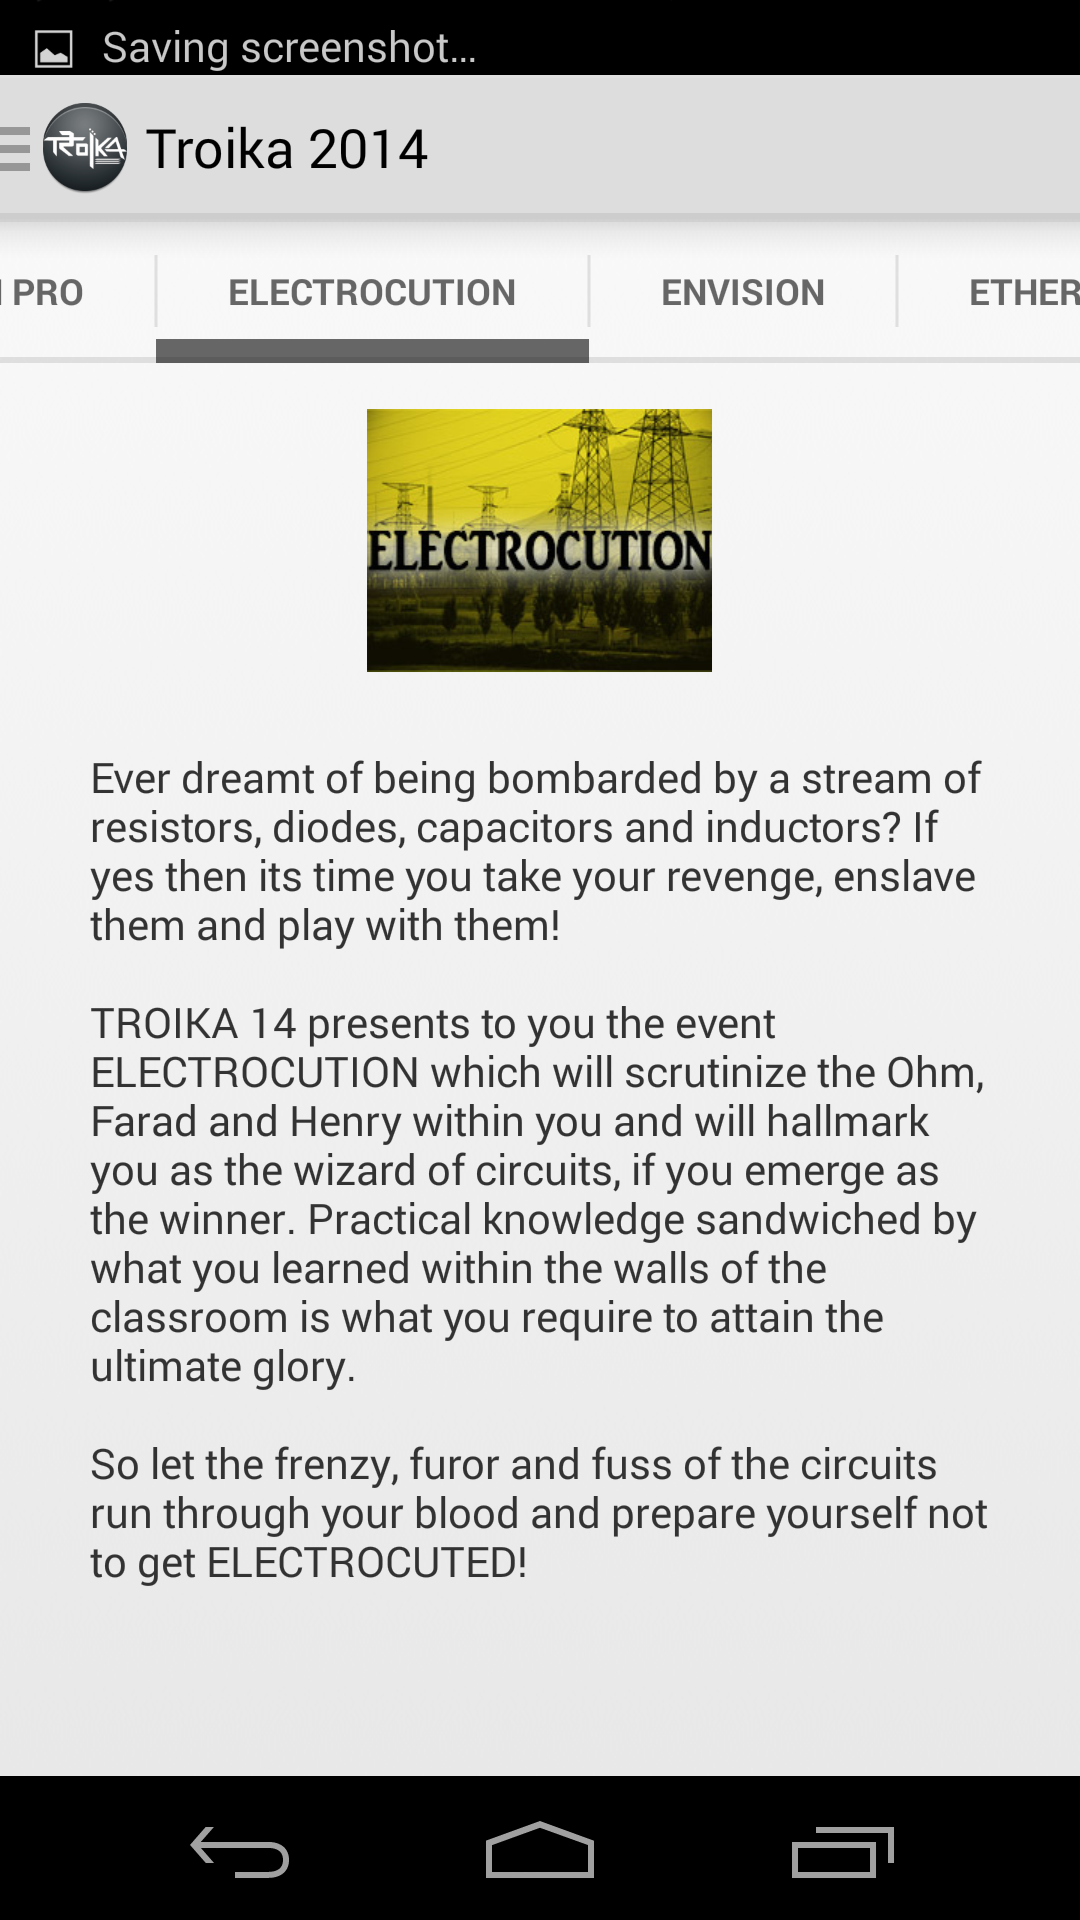 Saving screenshot...
TROIKA
Troika 2014
PRO
ELECTROCUTION
ENVISION
ETHER
ELECTROCUTION
Ever dreamt of being bombarded by a stream of
resistors, diodes, capacitors and inductors? If
yes then its time you take your revenge, enslave
them and play with them!
TROIKA 14 presents to you the event
ELECTROCUTION which will scrutinize the Ohm,
Farad and Henry within you and will hallmark
you as the wizard of circuits, if you emerge as
the winner. Practical knowledge sandwiched by
what you learned within the walls of the
classroom is what you require to attain the
ultimate glory.
So let the frenzy, furor and fuss of the circuits
run through your blood and prepare yourself not
to get ELECTROCUTED!